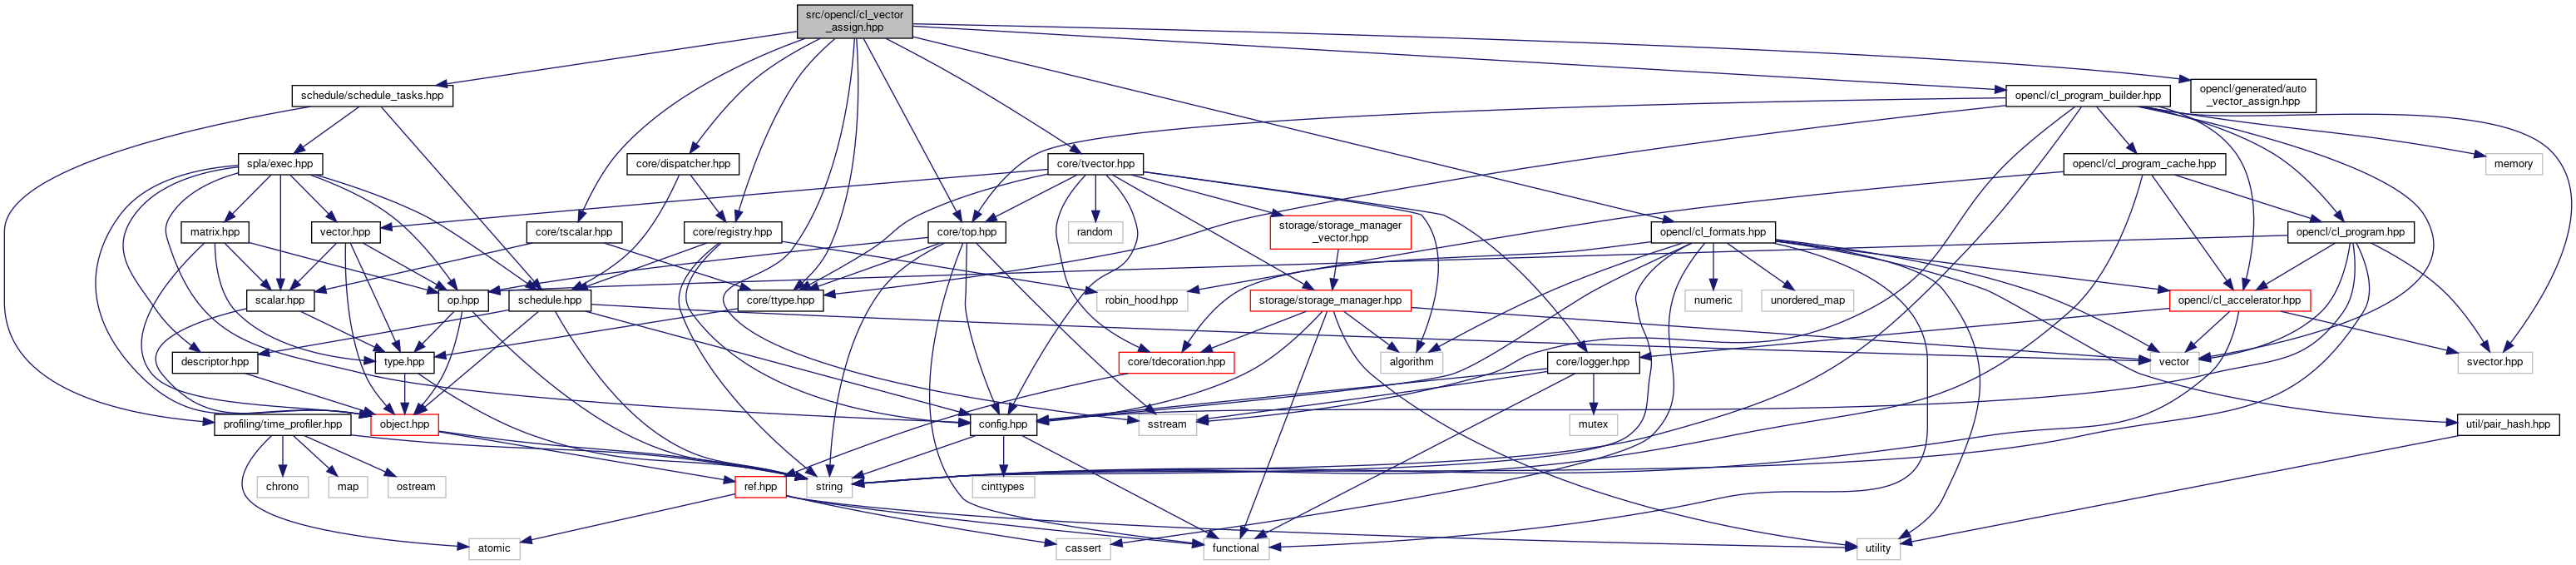 src/opencl/cl_vector
_assign.hpp
schedule/schedule_tasks.hpp
opencl/cl_program_builder.hpp
opencl/generated/auto
_vector_assign.hpp
spla/exec.hpp
core/dispatcher.hpp
core/tvector.hpp
opencl/cl_program_cache.hpp
memory
matrix.hpp
vector.hpp
core/tscalar.hpp
core/registry.hpp
core/top.hpp
random
storage/storage_manager
_vector.hpp
opencl/cl_formats.hpp
opencl/cl_program.hpp
scalar.hpp
op.hpp
schedule.hpp
core/ttype.hpp
robin_hood.hpp
storage/storage_manager.hpp
numeric
unordered_map
opencl/cl_accelerator.hpp
descriptor.hpp
type.hpp
core/tdecoration.hpp
algorithm
core/logger.hpp
vector
svector.hpp
profiling/time_profiler.hpp
object.hpp
config.hpp
sstream
mutex
util/pair_hash.hpp
chrono
map
ostream
ref.hpp
string
cinttypes
atomic
cassert
functional
utility